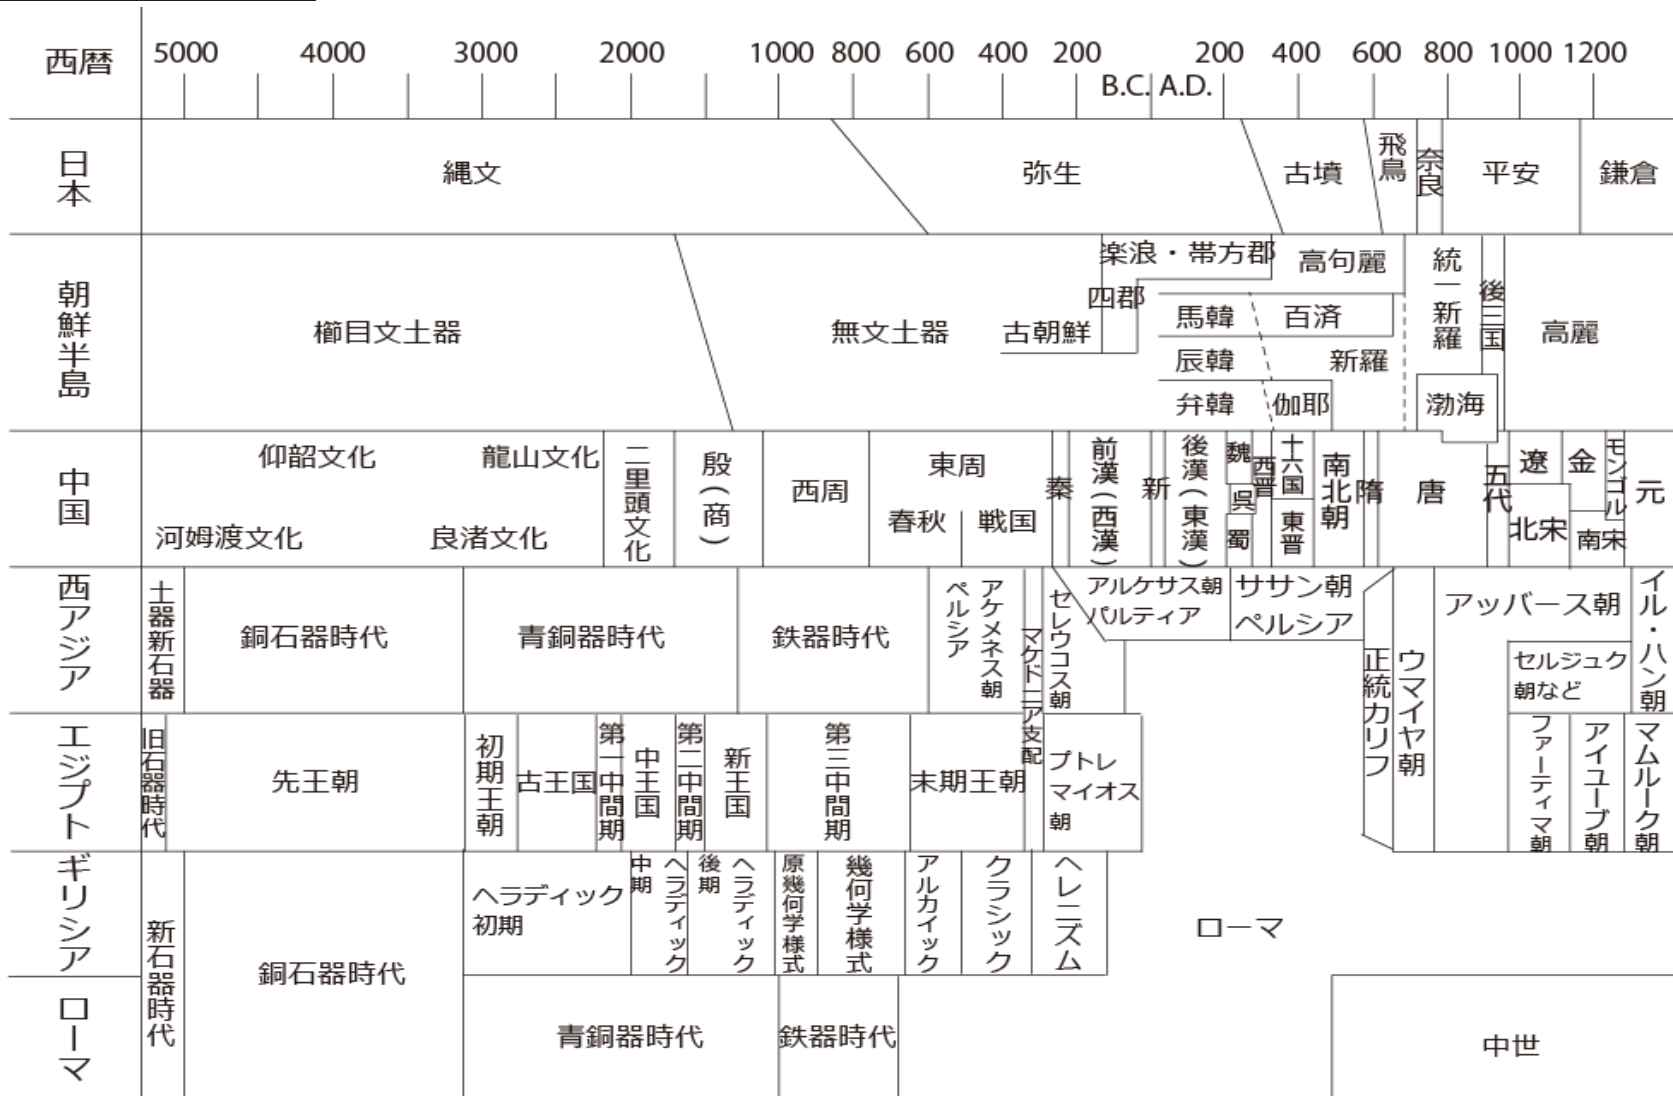 西暦 5000 4000 3000 2000 1000 800 600 400 200 200 400 600 800 1000 1200
B.C. A.D.
日本
縄文
弥生
古墳
飛鳥
奈良
平安
鎌倉
朝鮮半島
櫛目文土器
無文土器
古朝鮮
四郡
楽浪・帯方郡
高句麗
馬韓
百済
辰韓
新羅
弁韓
伽耶
統一新羅
後三国
渤海
高麗
中国
仰韶文化
龍山文化
河姆渡文化
良渚文化
二里頭文化
殷(商)
西周
東周
春秋
戦国
秦
前漢(西漢)
新
後漢(東漢)
魏
呉
蜀
西晋
十六国
東晋
南北朝
隋
唐
五代
遼
北宋
金
南宋
モンゴル
元
西アジア
土器新石器
銅石器時代
青銅器時代
鉄器時代
アケメネス朝
ペルシア
マケドニア支配
セレウコス朝
アルケサス朝
パルティア
ササン朝
ペルシア
正統カリフ
ウマイヤ朝
アッバース朝
セルジュク
朝など
イル・ハン朝
エジプト
旧石器時代
先王朝
初期王朝
古王国
第一中間期
中王国
第二中間期
新王国
第三中間期
末期王朝
プトレ
マイオス
朝
ファーティマ朝
アイユーブ朝
マムルーク朝
ギリシア
新石器時代
銅石器時代
ヘラディック
初期
ヘラディック
中期
ヘラディック
後期
原幾何学様式
幾何学様式
アルカイック
クラシック
ヘレニズム
ローマ
ローマ
青銅器時代
鉄器時代
中世